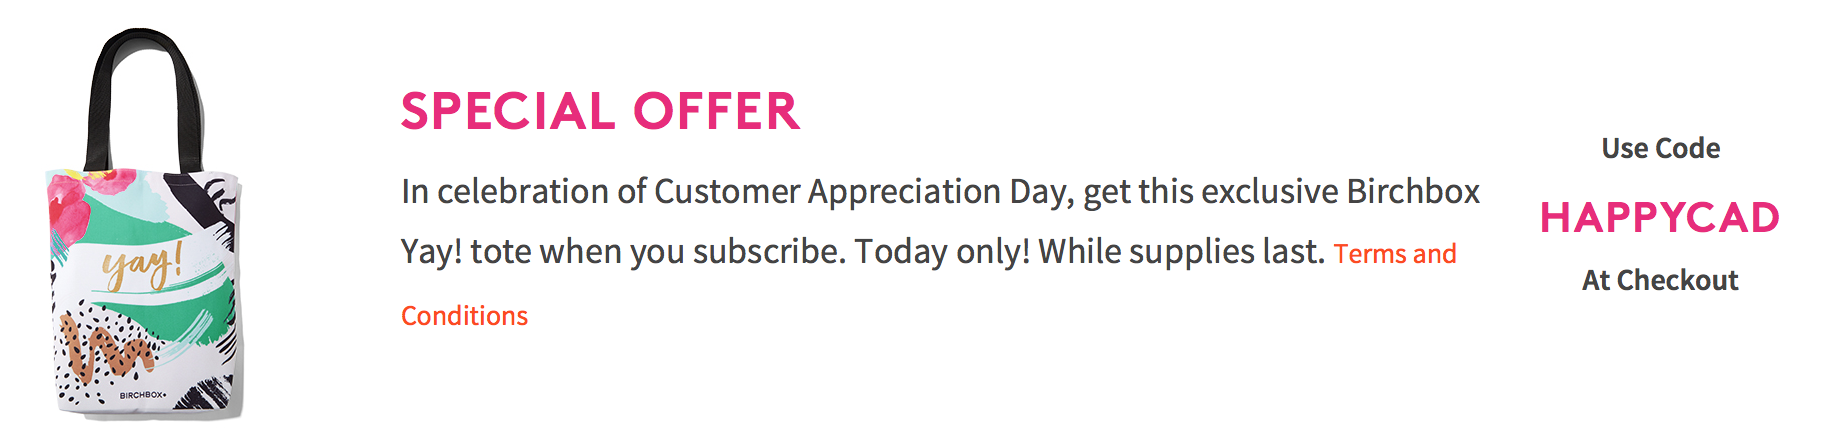 SPECIAL OFFER
In celebration of Customer Appreciation Day, get this exclusive Birchbox
Yay! tote when you subscribe. Today only! While supplies last. Terms and
Conditions
Use Code
HAPPYCAD
At Checkout
yay!
BIRCHBOX